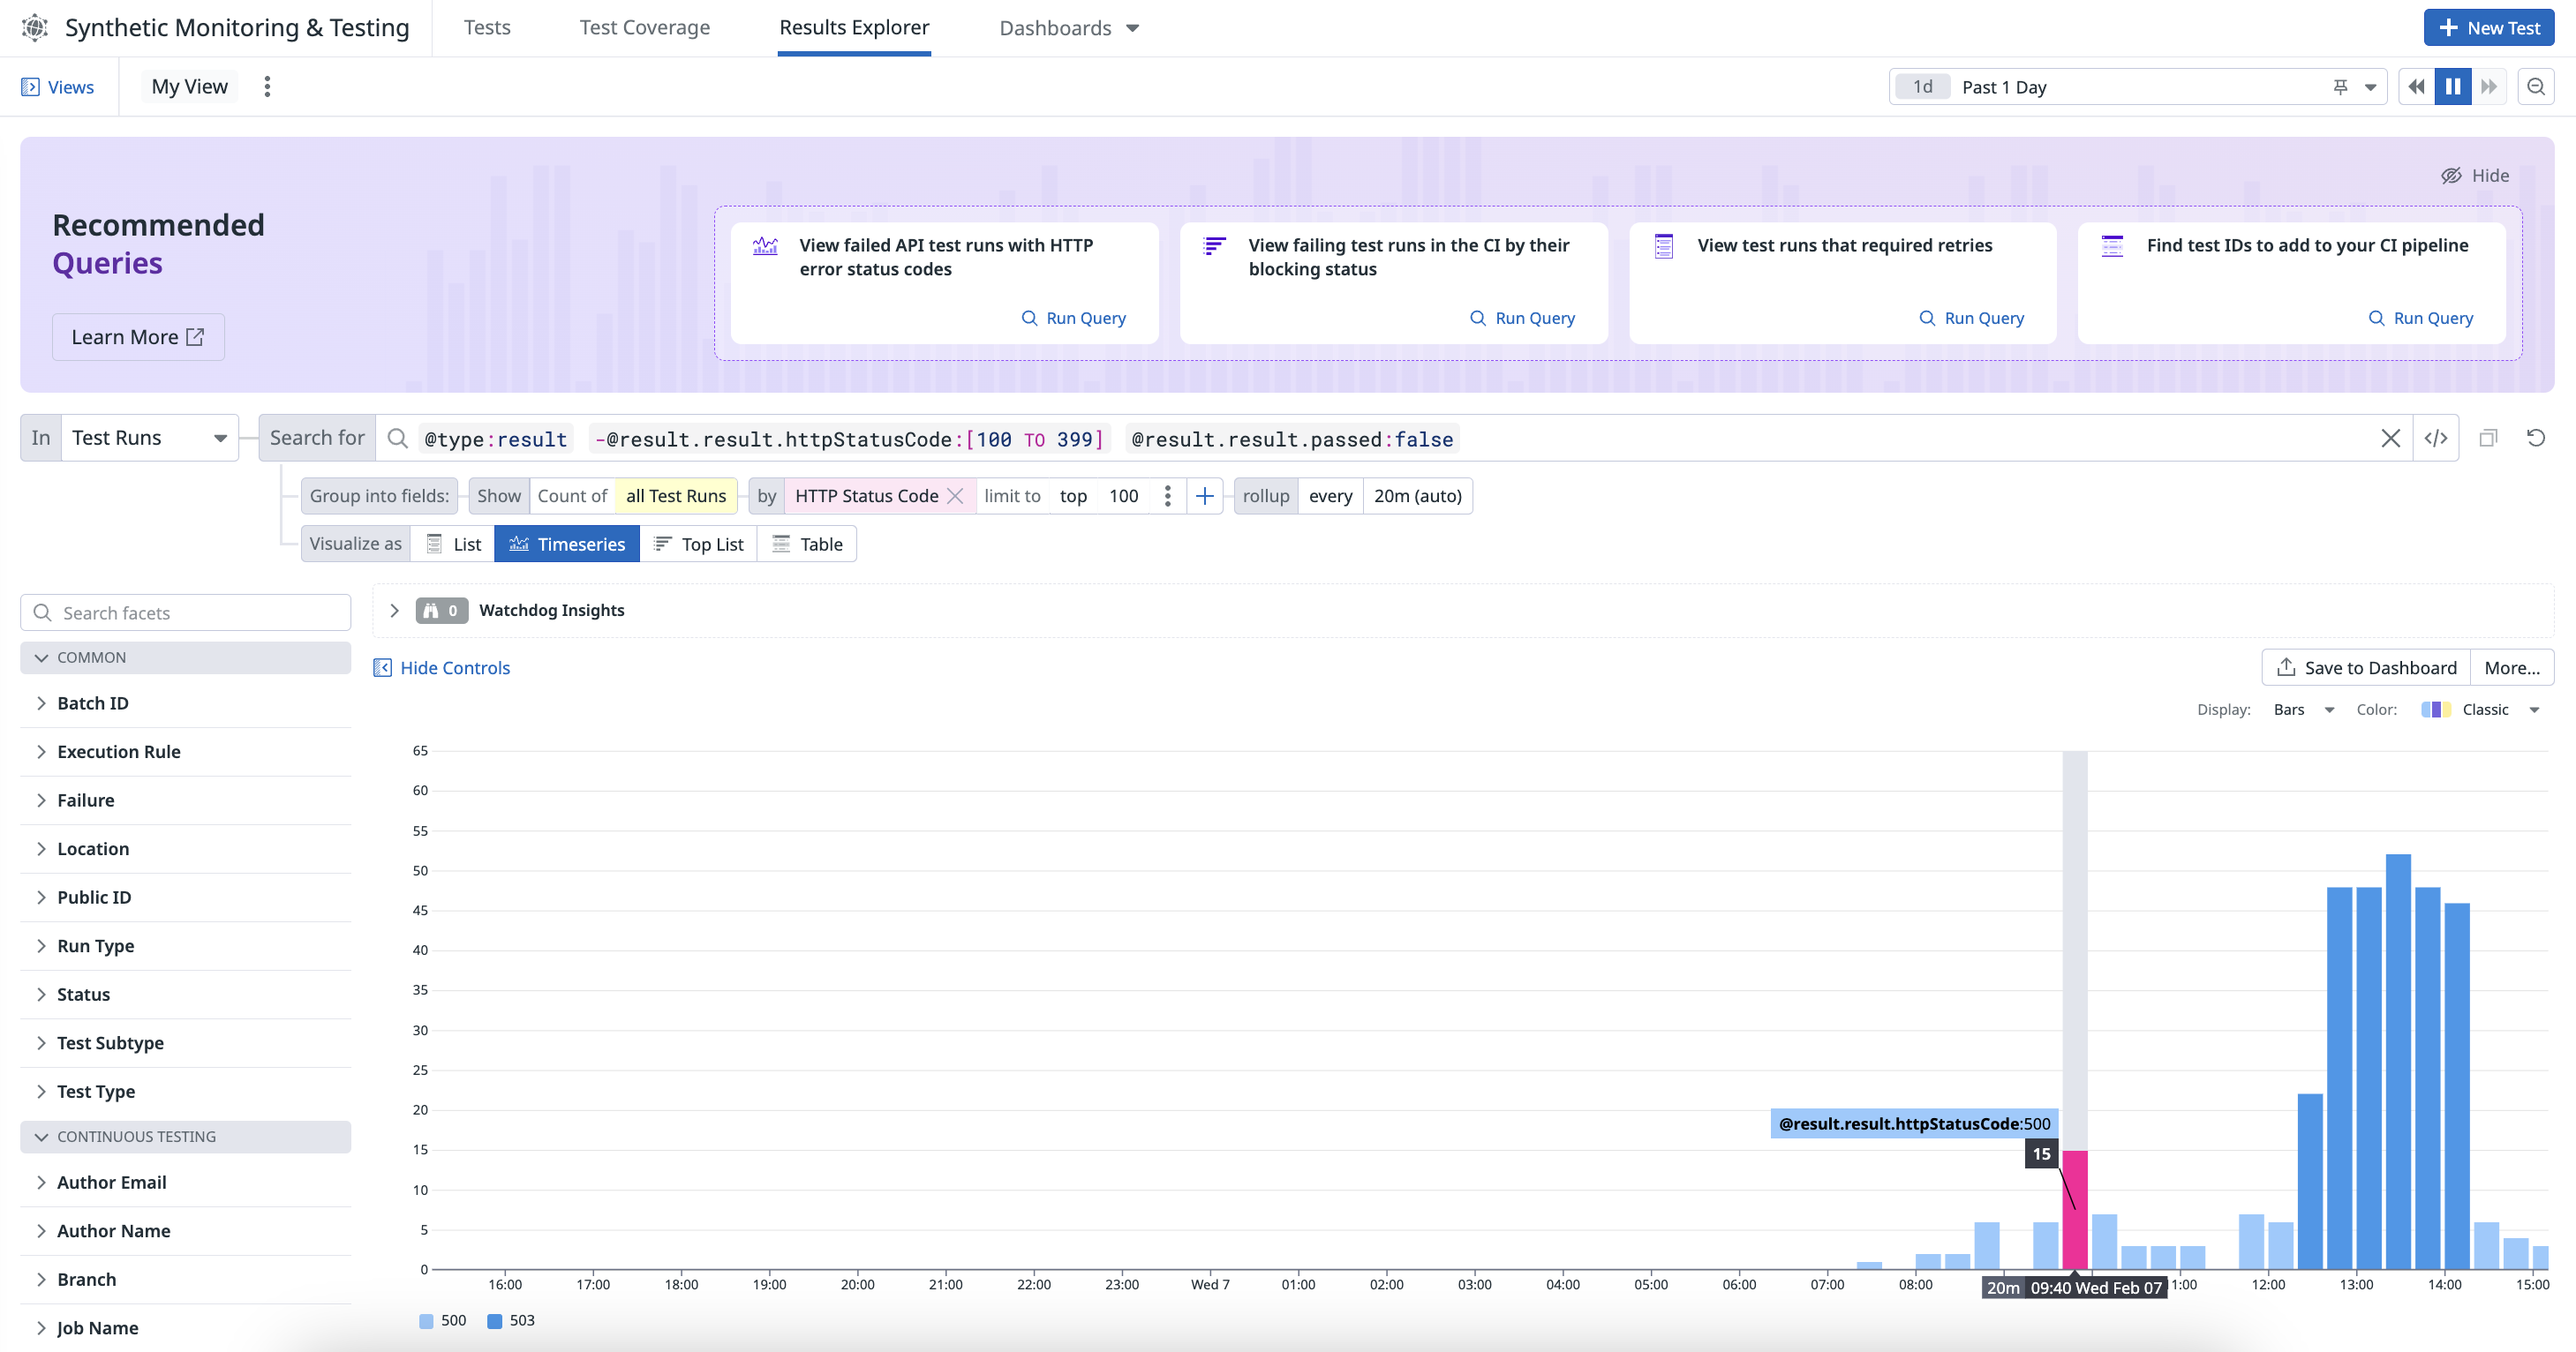 Synthetic Monitoring & Testing
Tests
Test Coverage
Results Explorer
Dashboards
New Test
Views
My View
1d Past 1 Day
Hide
Recommended
Queries
Learn More
View failed API test runs with HTTP
error status codes
Run Query
View failing test runs in the CI by their
blocking status
Run Query
View test runs that required retries
Run Query
Find test IDs to add to your CI pipeline
Run Query
In Test Runs
Search for @type:result -@result.result.httpStatusCode:[100 TO 399] @result.result.passed:false
</>
Group into fields: Show Count of all Test Runs by HTTP Status Code limit to top 100 rollup every 20m (auto)
Visualize as List Timeseries Top List Table
Search facets
COMMON
Batch ID
Execution Rule
Failure
Location
Public ID
Run Type
Status
Test Subtype
Test Type
CONTINUOUS TESTING
Author Email
Author Name
Branch
Job Name
0 Watchdog Insights
Hide Controls
Save to Dashboard
More...
Display: Bars Color: Classic
65
60
55
50
45
40
35
30
25
20
15
10
5
0
@result.result.httpStatusCode:500
15
16:00 17:00 18:00 19:00 20:00 21:00 22:00 23:00 Wed 7 01:00 02:00 03:00 04:00 05:00 06:00 07:00 08:00 20m 09:40 Wed Feb 07 1:00 12:00 13:00 14:00 15:00
500 503